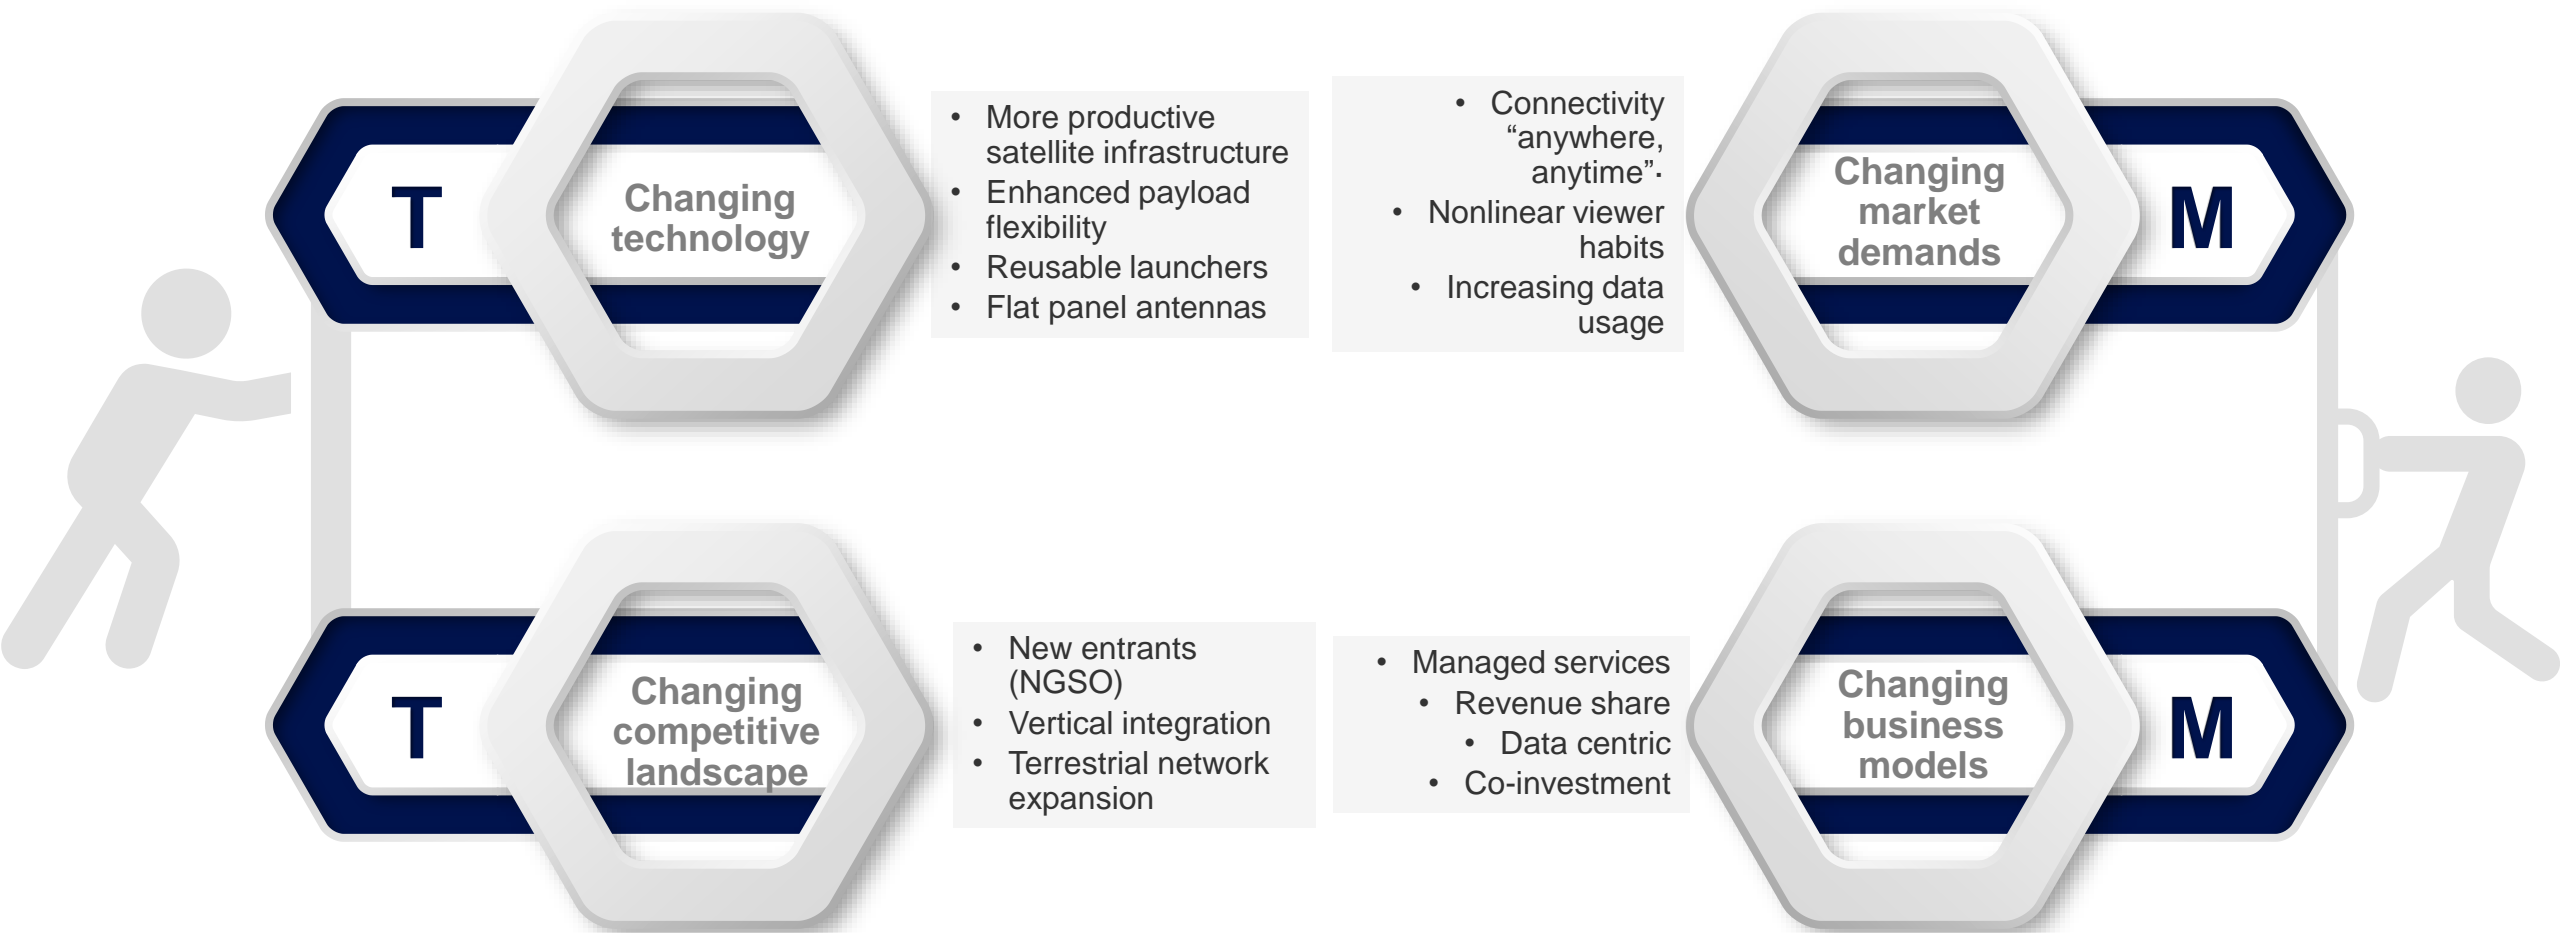 T
Changing
technology
• More productive
satellite infrastructure
• Enhanced payload
flexibility
• Reusable launchers
• Flat panel antennas
• Connectivity
“anywhere,
anytime”.
• Nonlinear viewer
habits
• Increasing data
usage
Changing
market
demands
M
T
Changing
competitive
landscape
• New entrants
(NGSO)
• Vertical integration
• Terrestrial network
expansion
• Managed services
• Revenue share
• Data centric
• Co-investment
Changing
business
models
M